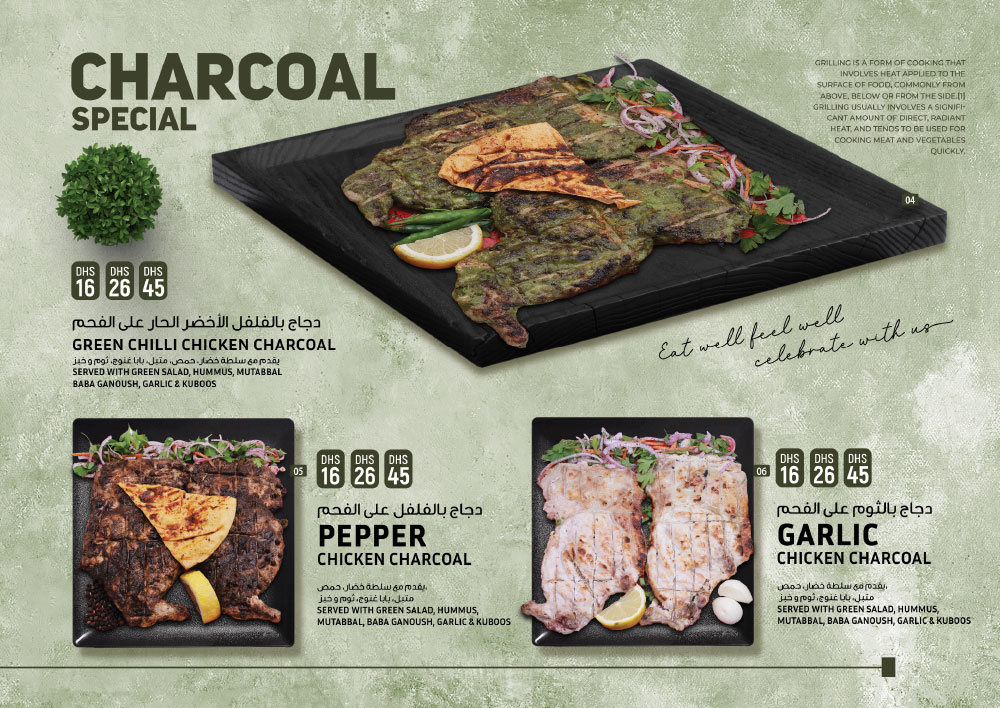 CHARCOAL
SPECIAL
GRILLING IS A FORM OF COOKING THAT
INVOLVES HEAT APPLIED TO THE
SURFACE OF FOOD, COMMONLY FROM
ABOVE, BELOW OR FROM THE SIDE.[1]
GRILLING USUALLY INVOLVES A SIGNIFI-
CANT AMOUNT OF DIRECT, RADIANT
HEAT, AND TENDS TO BE USED FOR
COOKING MEAT AND VEGETABLES
QUICKLY.
04
DHS 16 DHS 26 DHS 45
دجاج بالفلفل الأخضر الحار على الفحم
GREEN CHILLI CHICKEN CHARCOAL
يقدم مع سلطة خضار، حمص، متبل، بابا غنوج، ثوم و خبز
SERVED WITH GREEN SALAD, HUMMUS, MUTABBAL
BABA GANOUSH, GARLIC & KUBOOS
Eat well feel well
celebrate with us
05
DHS 16 DHS 26 DHS 45
دجاج بالفلفل على الفحم
PEPPER
CHICKEN CHARCOAL
يقدم مع سلطة خضار، حمص،
متبل، بابا غنوج، ثوم و خبز
SERVED WITH GREEN SALAD, HUMMUS,
MUTABBAL, BABA GANOUSH, GARLIC & KUBOOS
06
DHS 16 DHS 26 DHS 45
دجاج بالثوم على الفحم
GARLIC
CHICKEN CHARCOAL
يقدم مع سلطة خضار، حمص،
متبل، بابا غنوج، ثوم و خبز
SERVED WITH GREEN SALAD, HUMMUS,
MUTABBAL, BABA GANOUSH, GARLIC & KUBOOS